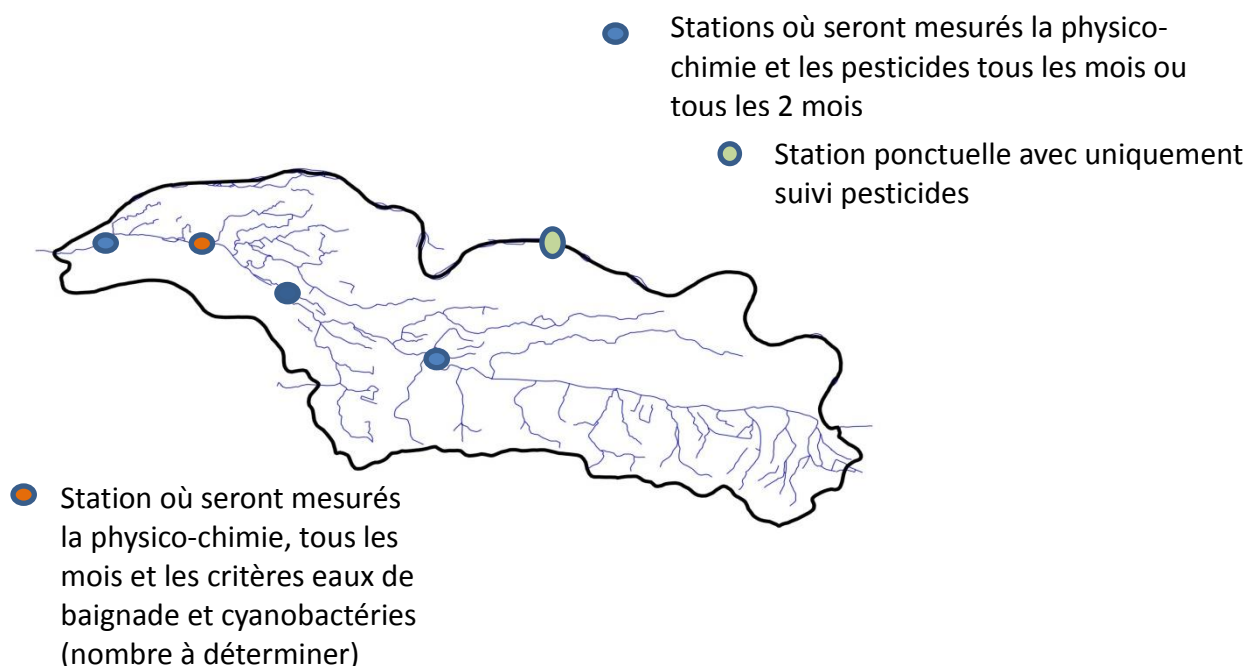 Stations où seront mesurés la physico-
chimie et les pesticides tous les mois ou
tous les 2 mois
Station ponctuelle avec uniquement
suivi pesticides
Station où seront mesurés
la physico-chimie, tous les
mois et les critères eaux de
baignade et cyanobactéries
(nombre à déterminer)